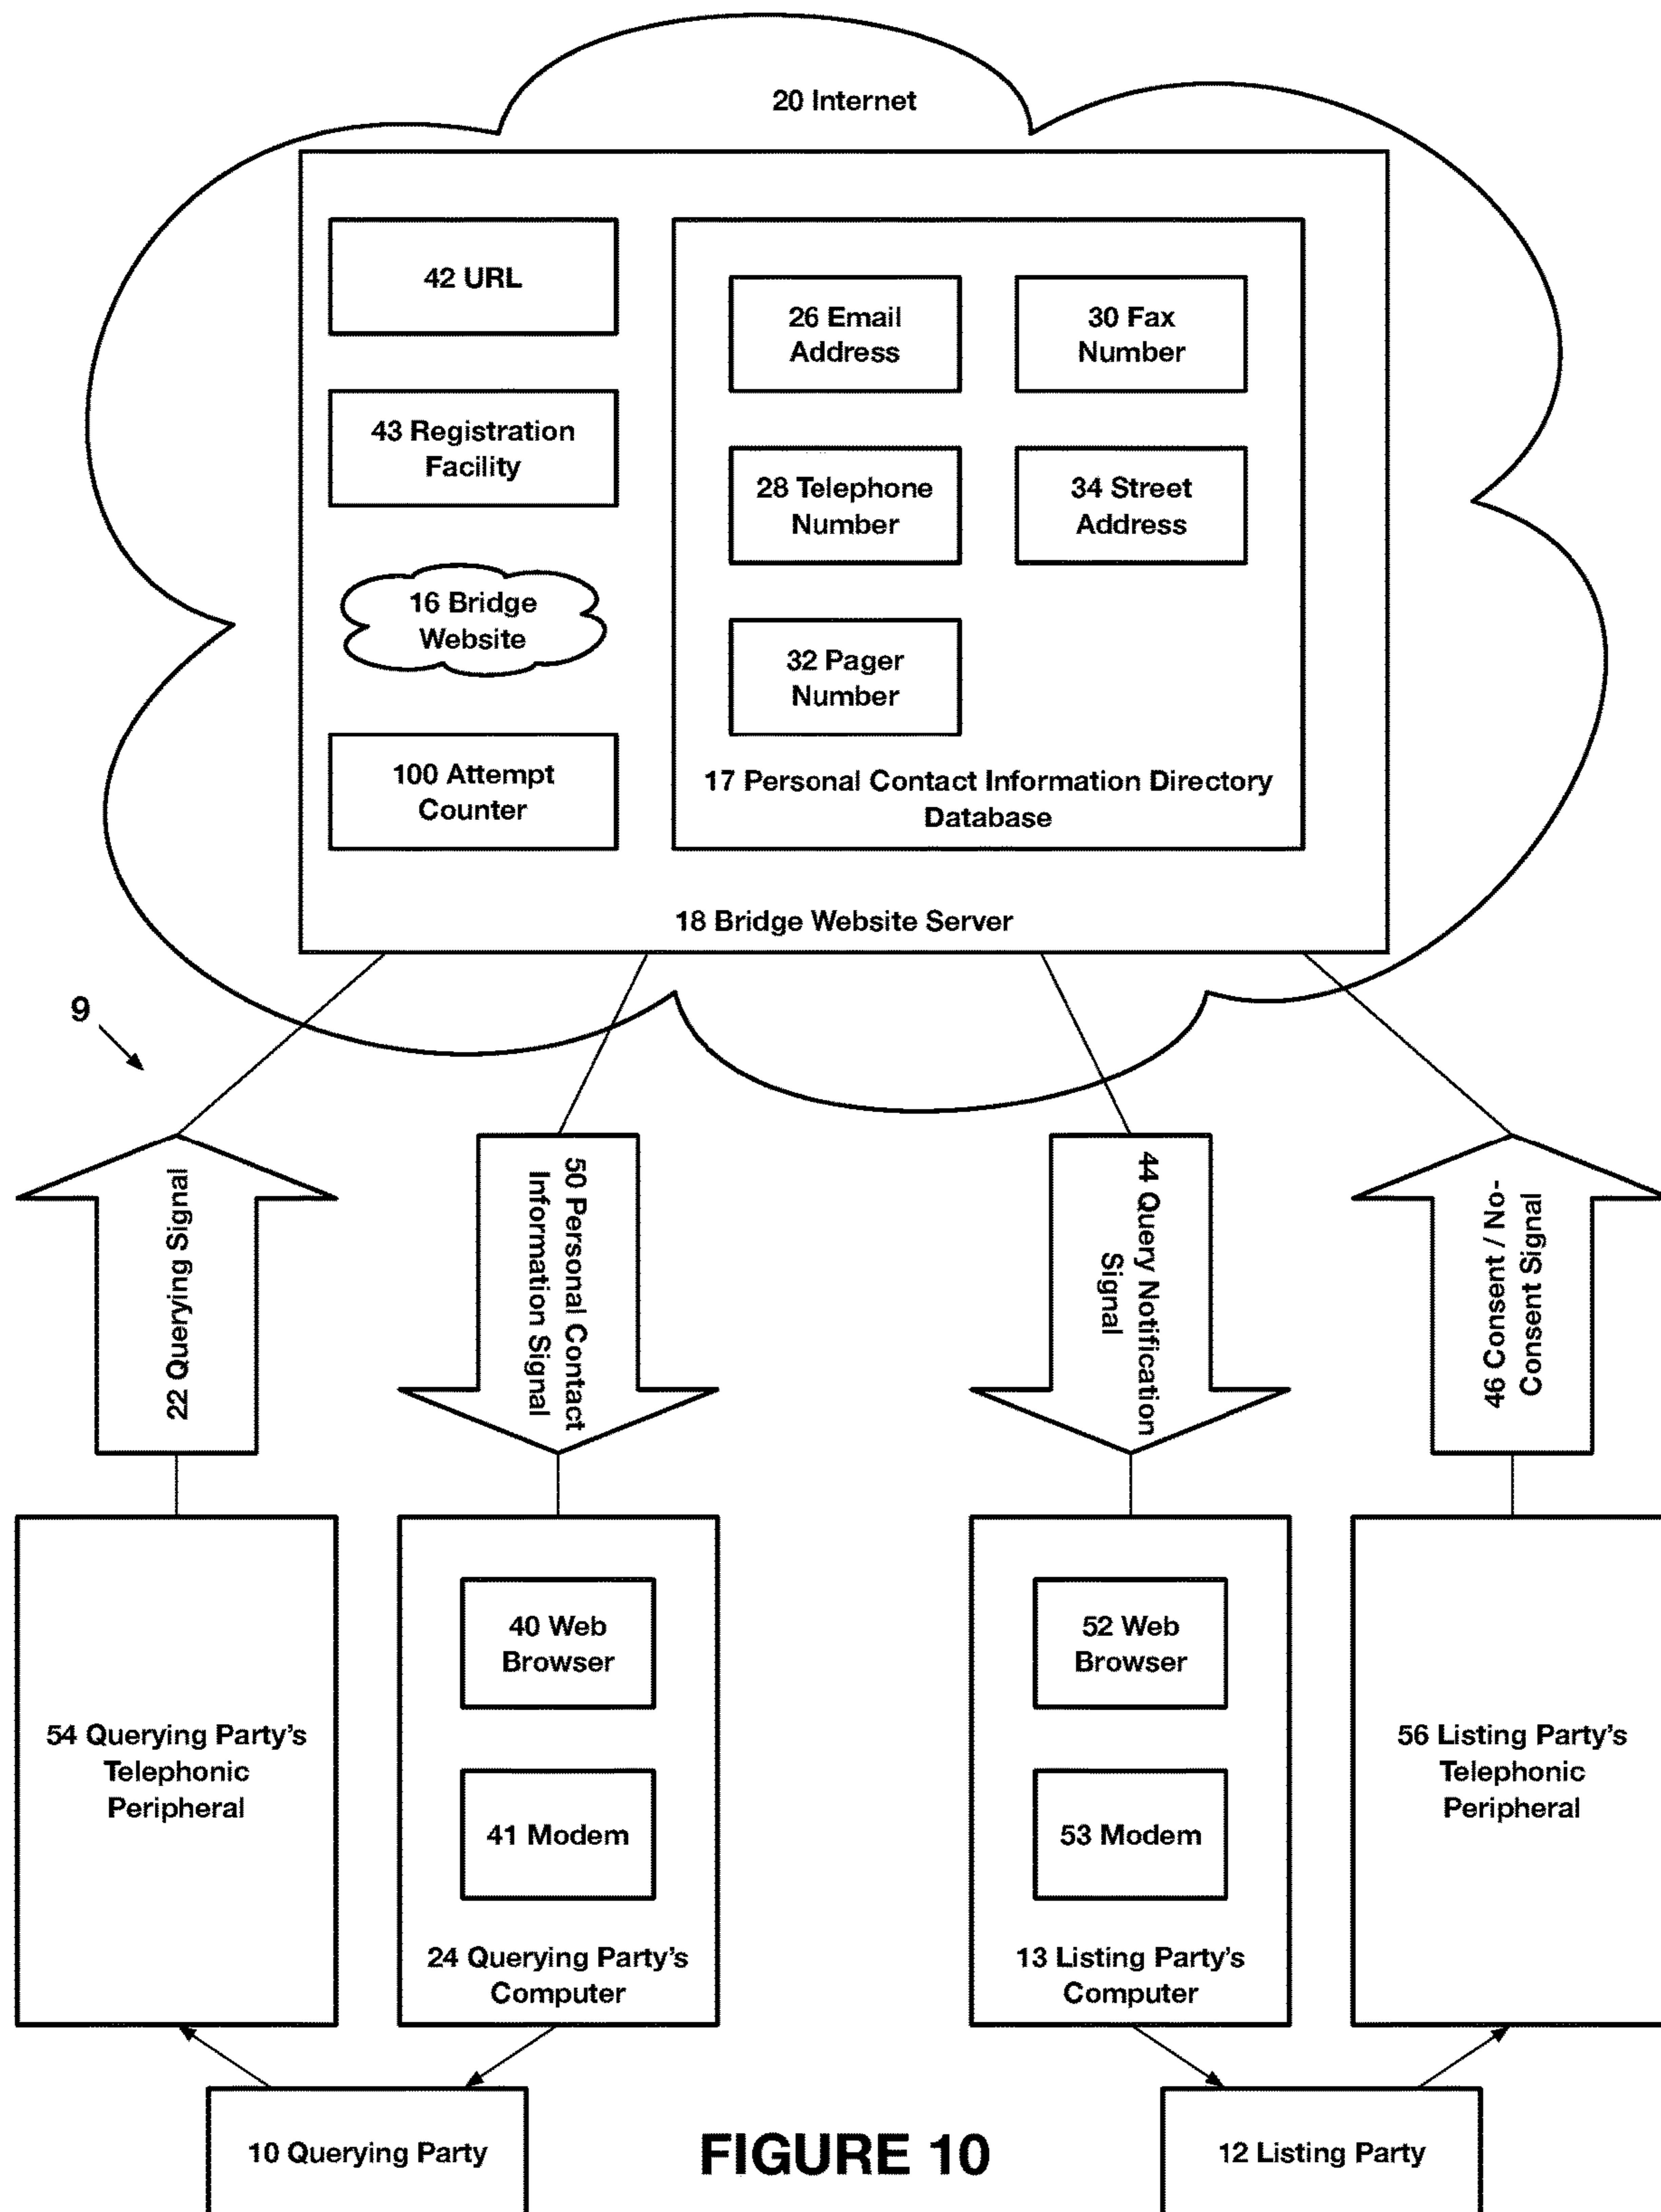 20 Internet
42 URL
26 Email
Address
30 Fax
Number
43 Registration
Facility
28 Telephone
Number
34 Street
Address
16 Bridge
Website
32 Pager
Number
100 Attempt
Counter
17 Personal Contact Information Directory
Database
18 Bridge Website Server
9
22 Querying Signal
50 Personal Contact
Information Signal
44 Query Notification
Signal
46 Consent / No-
Consent Signal
54 Querying Party's
Telephonic
Peripheral
40 Web
Browser
41 Modem
24 Querying Party's
Computer
52 Web
Browser
53 Modem
13 Listing Party's
Computer
56 Listing Party's
Telephonic
Peripheral
10 Querying Party
FIGURE 10
12 Listing Party